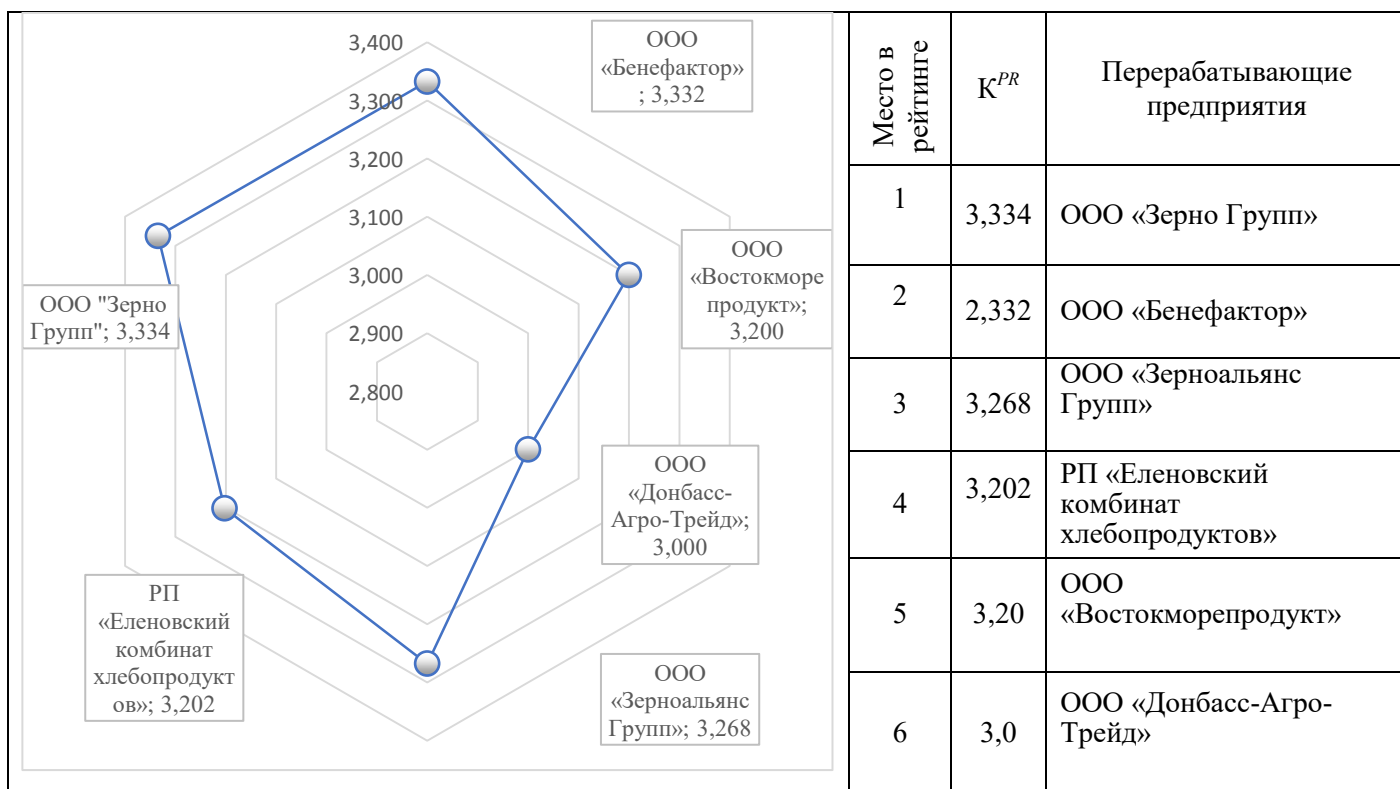 3,400
3,300
3,200
3,100
3,000
2,900
2,800
ООО
«Бенефактор»
; 3,332
ООО
«Востокморе
продукт»;
3,200
ООО
«Донбасс-
Агро-Трейд»;
3,000
ООО
«Зерноальянс
Групп»; 3,268
РП
«Еленовский
комбинат
хлебопродукт
ов»; 3,202
ООО "Зерно
Групп"; 3,334
Место в
рейтинге
К^PR
Перерабатывающие
предприятия
1
3,334
ООО «Зерно Групп»
2
2,332
ООО «Бенефактор»
3
3,268
ООО «Зерноальянс
Групп»
4
3,202
РП «Еленовский
комбинат
хлебопродуктов»
5
3,20
ООО
«Востокморепродукт»
6
3,0
ООО «Донбасс-Агро-
Трейд»